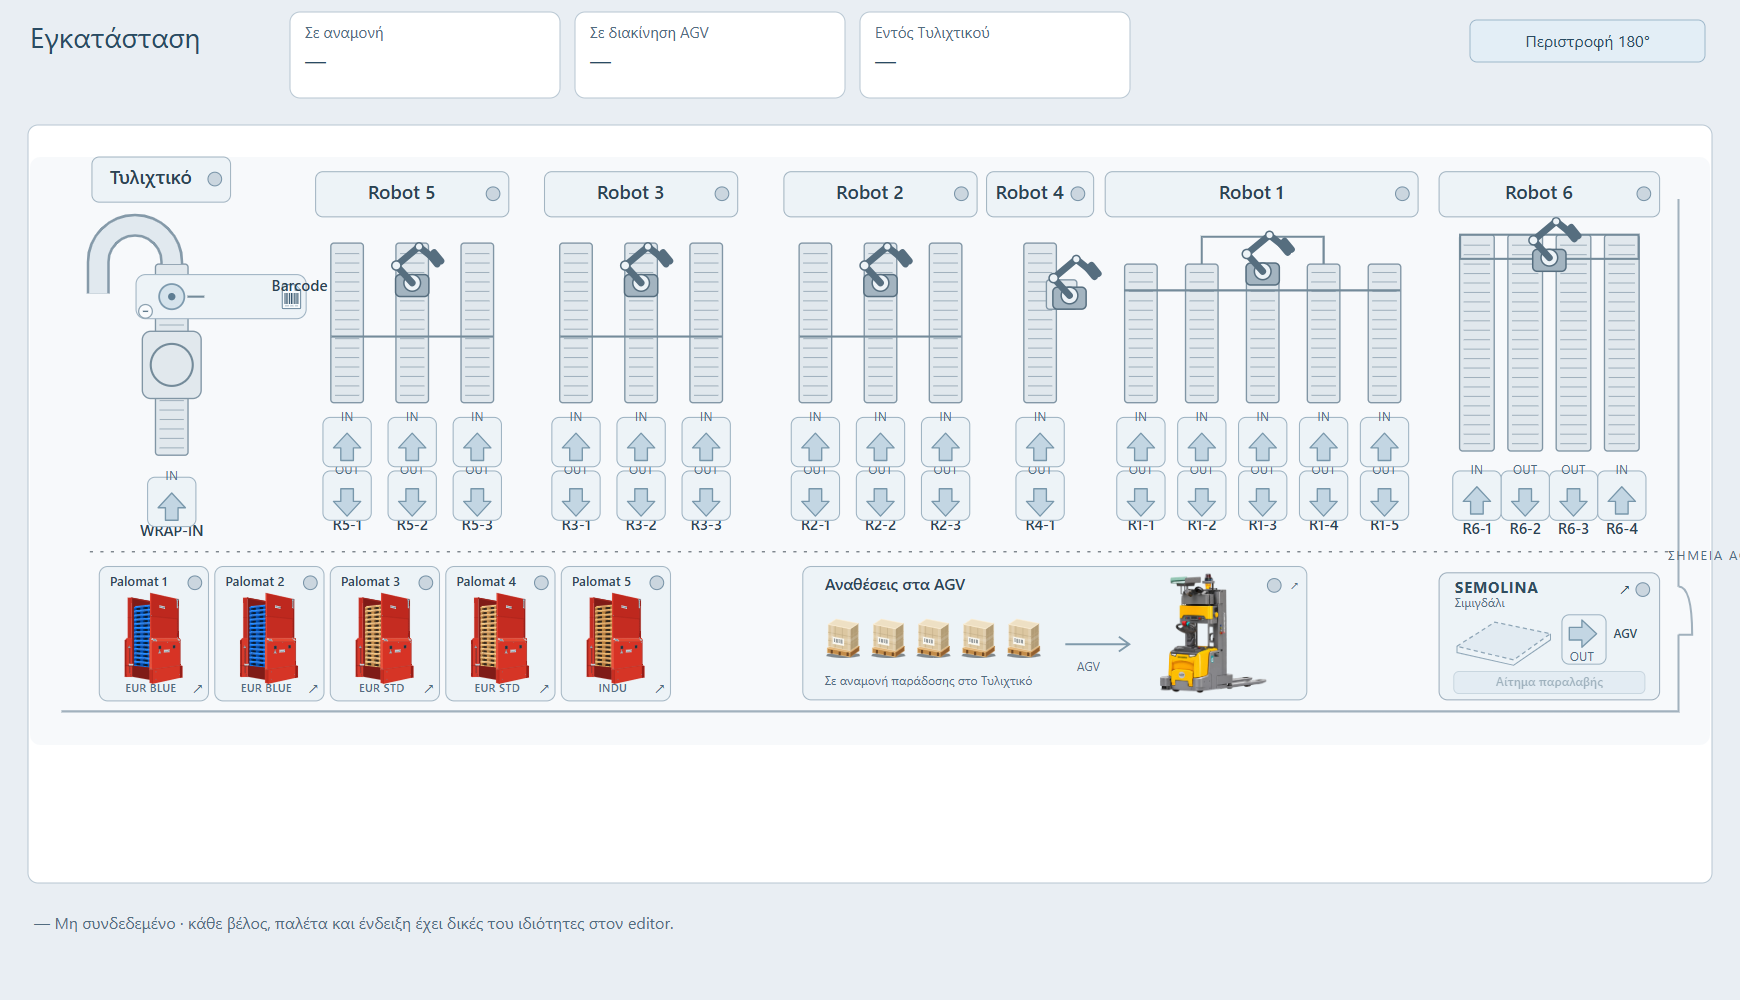 Εγκατάσταση
Σε αναμονή
—
Σε διακίνηση AGV
—
Εντός Τυλιχτικού
—
Περιστροφή 180°
Τυλιχτικό
Robot 5
Robot 3
Robot 2
Robot 4
Robot 1
Robot 6
Barcode
IN IN IN IN IN IN IN IN IN IN IN IN IN IN IN
OUT OUT OUT OUT OUT OUT OUT OUT OUT OUT OUT OUT OUT OUT OUT
IN
IN OUT OUT IN
WRAP-IN
R5-1 R5-2 R5-3
R3-1 R3-2 R3-3
R2-1 R2-2 R2-3
R4-1
R1-1 R1-2 R1-3 R1-4 R1-5
R6-1 R6-2 R6-3 R6-4
ΣΗΜΕΙΑ
Palomat 1
EUR BLUE ↗
Palomat 2
EUR BLUE ↗
Palomat 3
EUR STD ↗
Palomat 4
EUR STD ↗
Palomat 5
INDU ↗
Αναθέσεις στα AGV ↗
AGV
Σε αναμονή παράδοσης στο Τυλιχτικό
SEMOLINA ↗
Σιμιγδάλι
AGV
OUT
Αίτημα παραλαβής
— Μη συνδεδεμένο · κάθε βέλος, παλέτα και ένδειξη έχει δικές του ιδιότητες στον editor.